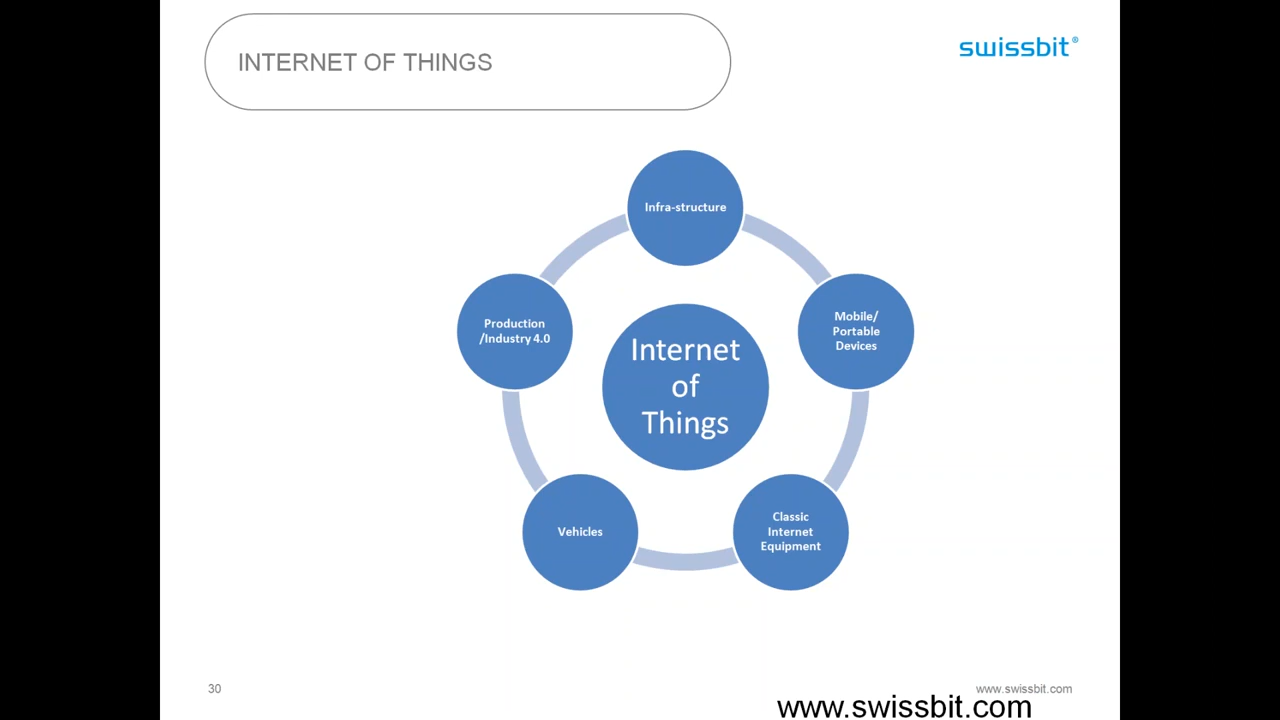 INTERNET OF THINGS
swissbit®
Infra-structure
Mobile/
Portable
Devices
Classic
Internet
Equipment
Vehicles
Production
/Industry 4.0
Internet
of
Things
30
www.swissbit.com
www.swissbit.com